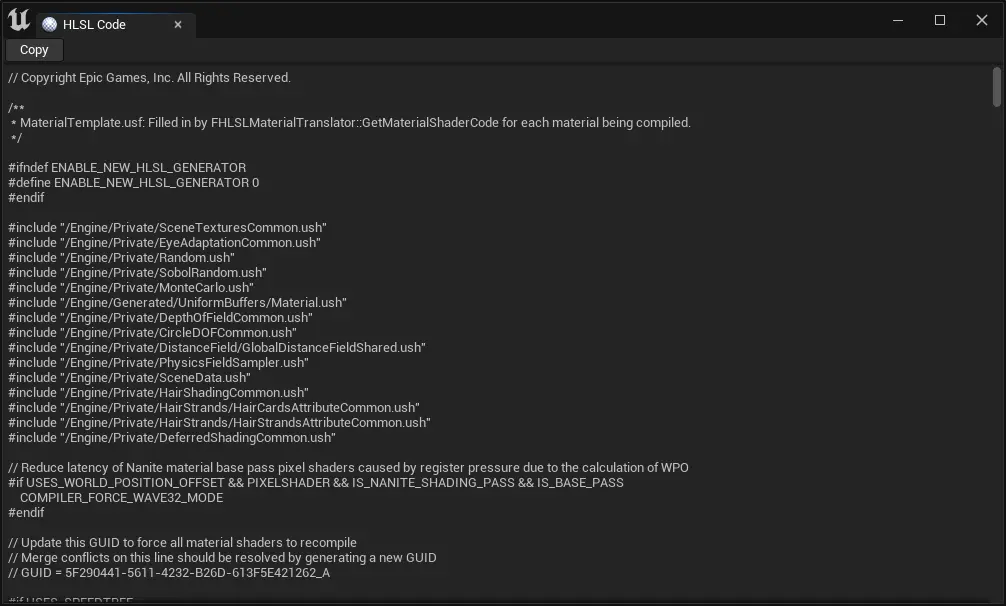 HLSL Code
Copy
// Copyright Epic Games, Inc. All Rights Reserved.
/**
* MaterialTemplate.usf: Filled in by FHLSLMaterialTranslator::GetMaterialShaderCode for each material being compiled.
*/
#ifndef ENABLE_NEW_HLSL_GENERATOR
#define ENABLE_NEW_HLSL_GENERATOR 0
#endif
#include "/Engine/Private/SceneTexturesCommon.ush"
#include "/Engine/Private/EyeAdaptationCommon.ush"
#include "/Engine/Private/Random.ush"
#include "/Engine/Private/SobolRandom.ush"
#include "/Engine/Private/MonteCarlo.ush"
#include "/Engine/Generated/UniformBuffers/Material.ush"
#include "/Engine/Private/DepthOfFieldCommon.ush"
#include "/Engine/Private/CircleDOFCommon.ush"
#include "/Engine/Private/DistanceField/GlobalDistanceFieldShared.ush"
#include "/Engine/Private/PhysicsFieldSampler.ush"
#include "/Engine/Private/SceneData.ush"
#include "/Engine/Private/HairShadingCommon.ush"
#include "/Engine/Private/HairStrands/HairCardsAttributeCommon.ush"
#include "/Engine/Private/HairStrands/HairStrandsAttributeCommon.ush"
#include "/Engine/Private/DeferredShadingCommon.ush"
// Reduce latency of Nanite material base pass pixel shaders caused by register pressure due to the calculation of WPO
#if USES_WORLD_POSITION_OFFSET && PIXELSHADER && IS_NANITE_SHADING_PASS && IS_BASE_PASS
COMPILER_FORCE_WAVE32_MODE
#endif
// Update this GUID to force all material shaders to recompile
// Merge conflicts on this line should be resolved by generating a new GUID
// GUID = 5F290441-5611-4232-B26D-613F5E421262_A
#if USES_SPEEDTREE